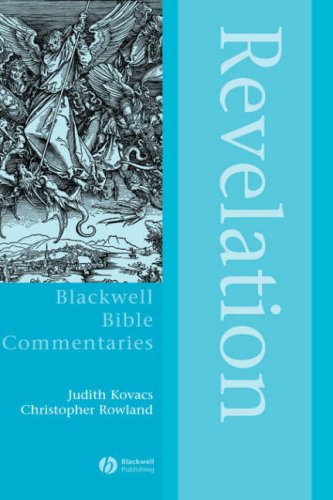 Revelation
Blackwell
Bible
Commentaries
Judith Kovacs
Christopher Rowland
Blackwell
Publishing